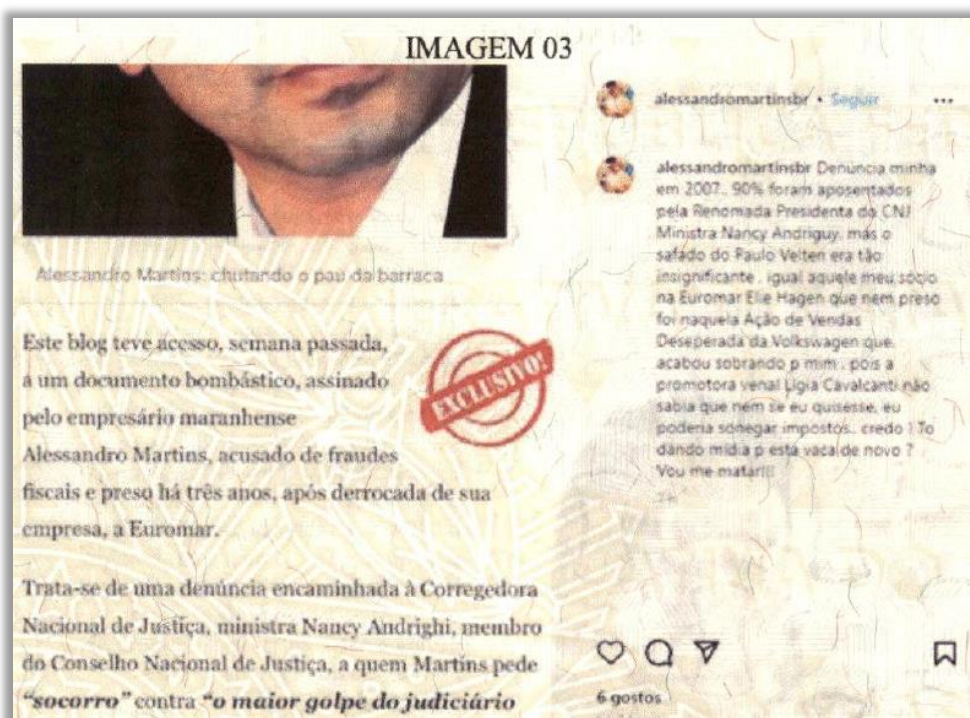 IMAGEM 03
Alessandro Martins: chutando o pau da barraca
Este blog teve acesso, semana passada,
a um documento bombástico, assinado
pelo empresário maranhense
Alessandro Martins, acusado de fraudes
fiscais e preso há três anos, após derrocada de sua
empresa, a Euromar.
EXCLUSIVO!
Trata-se de uma denúncia encaminhada à Corregedora
Nacional de Justiça, ministra Nancy Andrighi, membro
do Conselho Nacional de Justiça, a quem Martins pede
"socorro" contra "o maior golpe do judiciário
alessandromartinsbr • Seguir
alessandromartinsbr Denúncia minha
em 2007.. 90% foram aposentados
pela Renomada Presidenta do CNJ
Ministra Nancy Andriguy, mas o
safado do Paulo Velten era tão
insignificante , igual aquele meu sócio
na Euromar Elie Hagen que nem preso
foi naquela Ação de Vendas
Deseperada da Volkswagen que,
acabou sobrando p mim , pois a
promotora venal Lígia Cavalcanti não
sabia que nem se eu quisesse, eu
poderia sonegar impostos.. credo ! To
dando mídia p está vaca de novo ?
Vou me matar!!!
6 gostos